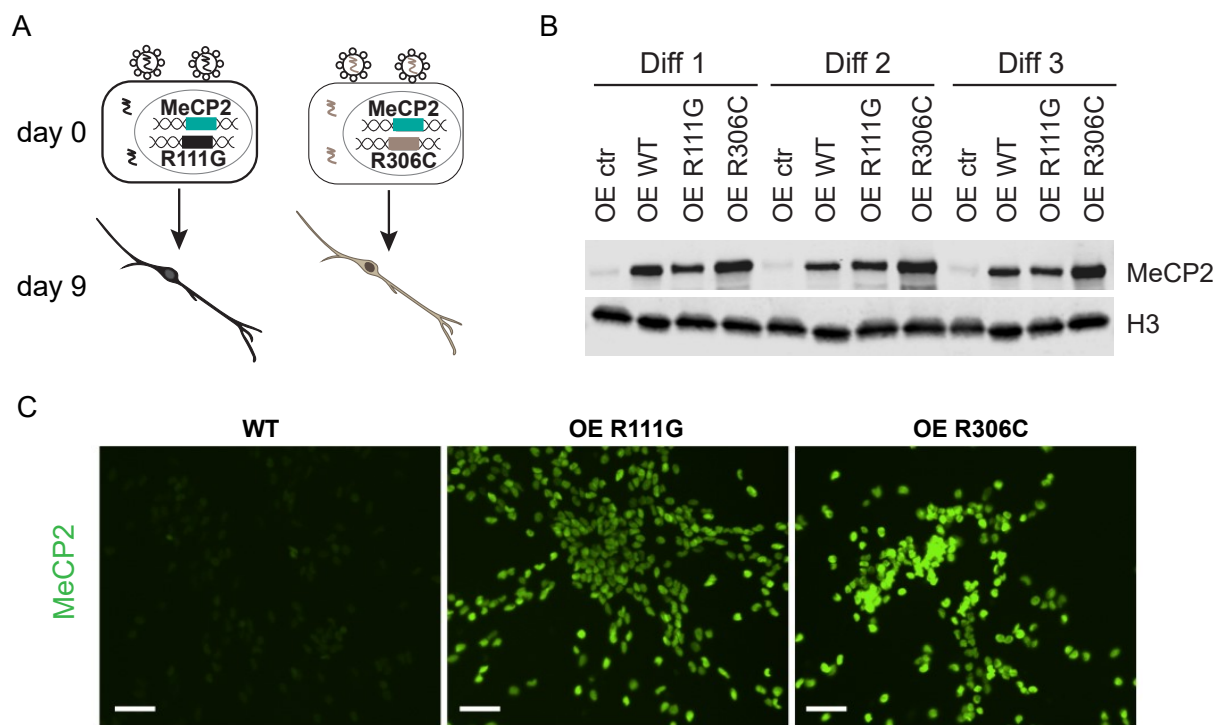 A
day 0
MeCP2
R111G
MeCP2
R306C
day 9
B
Diff 1
Diff 2
Diff 3
OE ctr
OE WT
OE R111G
OE R306C
OE ctr
OE WT
OE R111G
OE R306C
OE ctr
OE WT
OE R111G
OE R306C
MeCP2
H3
C
WT
OE R111G
OE R306C
MeCP2